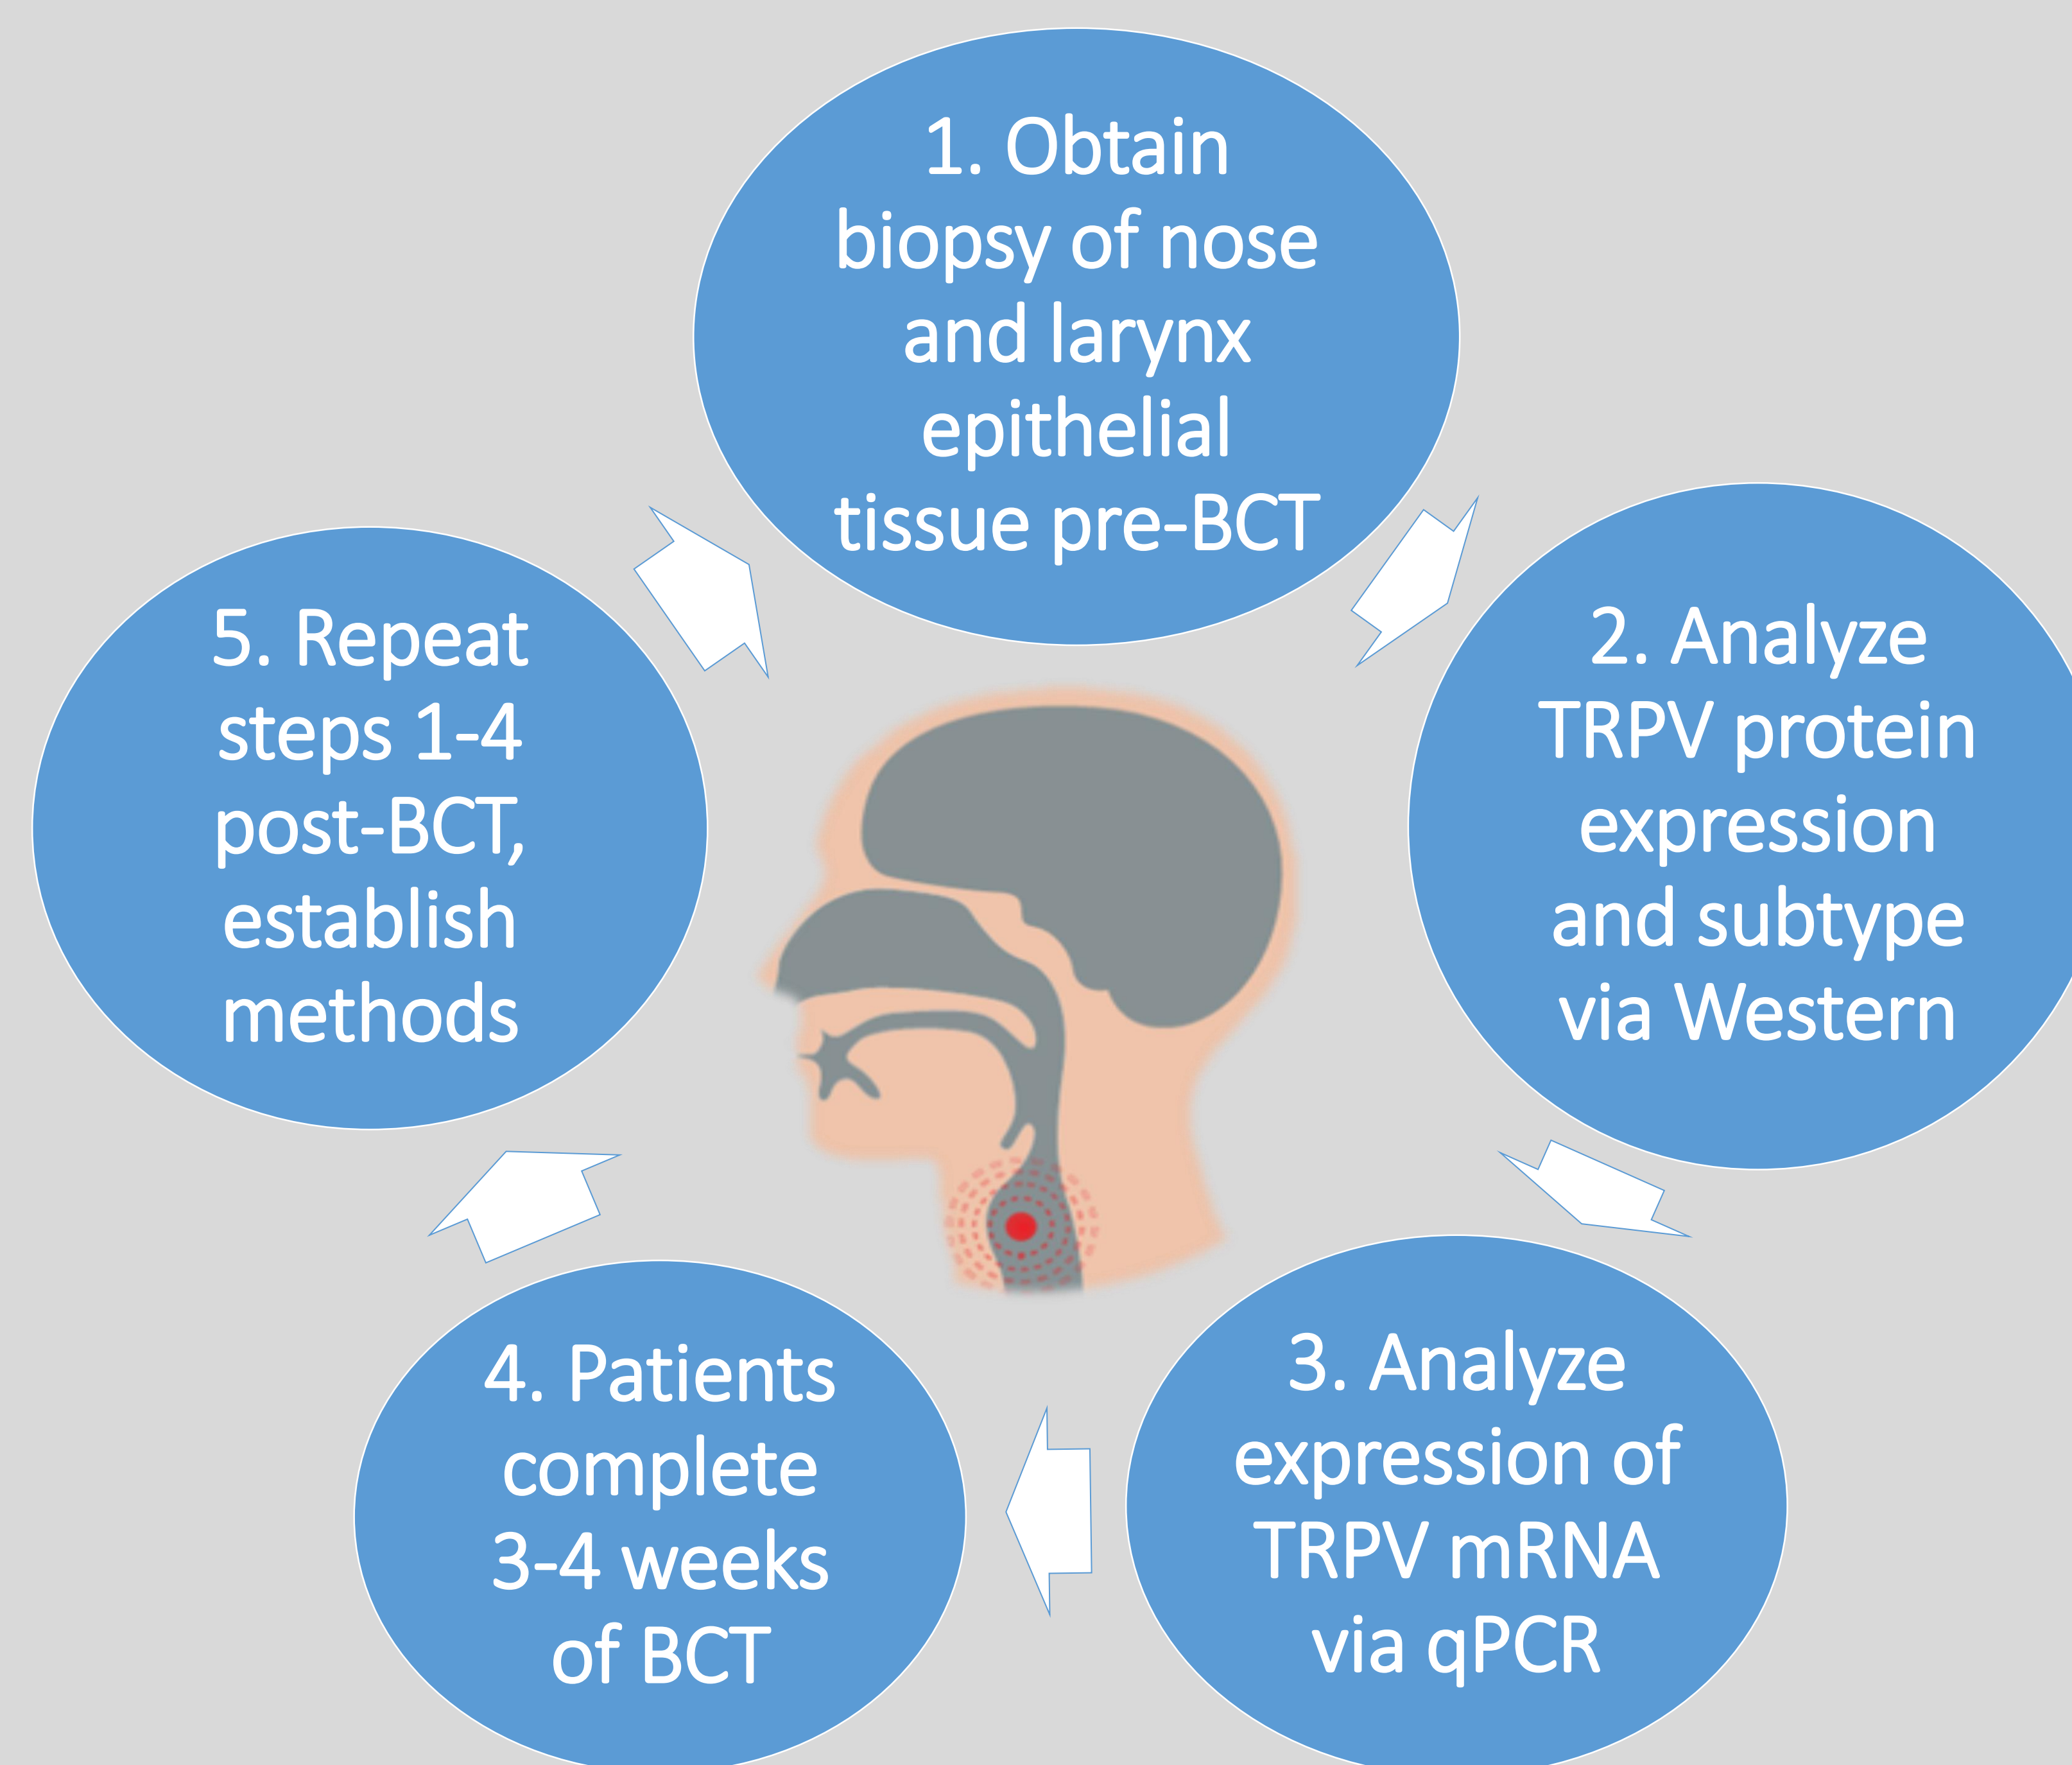 1. Obtain
biopsy of nose
and larynx
epithelial
tissue pre-BCT
2. Analyze
TRPV protein
expression
and subtype
via Western
3. Analyze
expression of
TRPV mRNA
via qPCR
4. Patients
complete
3-4 weeks
of BCT
5. Repeat
steps 1-4
post-BCT,
establish
methods